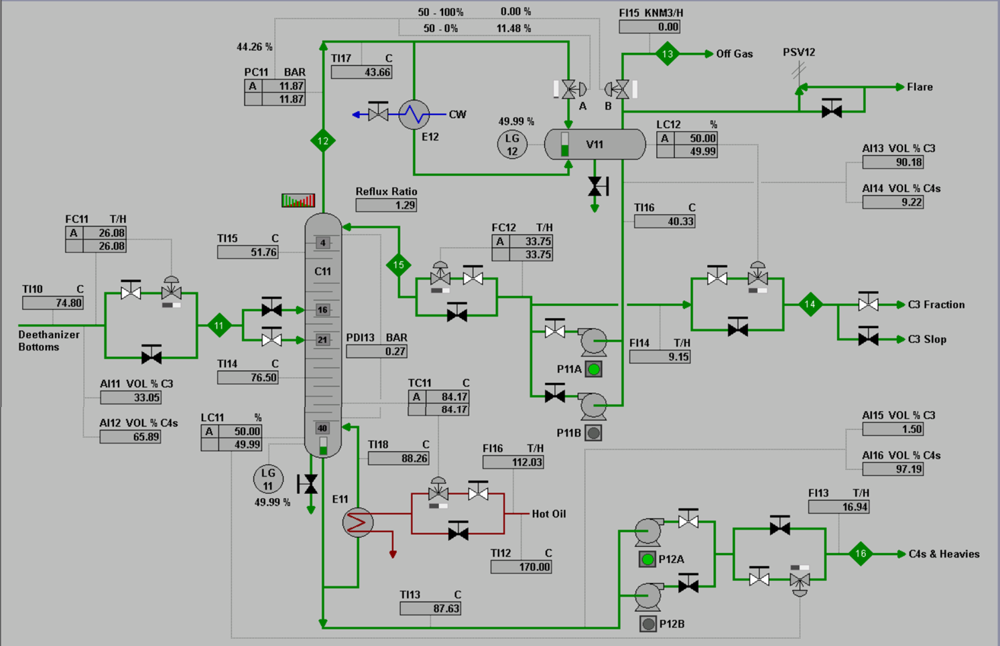 50 - 100% 0.00 %
50 - 0% 11.48 %
44.26 %
FI15 KNM3/H
0.00
13
Off Gas
PSV12
Flare
TI17 C
43.66
PC11 BAR
A 11.87
11.87
CW
E12
A
B
49.99 %
LG
12
V11
LC12 %
A 50.00
49.99
12
AI13 VOL % C3
90.18
AI14 VOL % C4s
9.22
Reflux Ratio
1.29
TI16 C
40.33
FC11 T/H
A 26.08
26.08
TI15 C
51.76
4
C11
16
21
40
15
FC12 T/H
A 33.75
33.75
TI10 C
74.80
Deethanizer
Bottoms
11
14
C3 Fraction
C3 Slop
PDI13 BAR
0.27
P11A
P11B
FI14 T/H
9.15
TI14 C
76.50
AI11 VOL % C3
33.05
AI12 VOL % C4s
65.89
TC11 C
A 84.17
84.17
LC11 %
A 50.00
49.99
LG
11
49.99 %
TI18 C
88.26
FI16 T/H
112.03
E11
Hot Oil
TI12 C
170.00
AI15 VOL % C3
1.50
AI16 VOL % C4s
97.19
FI13 T/H
16.94
P12A
P12B
16
C4s & Heavies
TI13 C
87.63